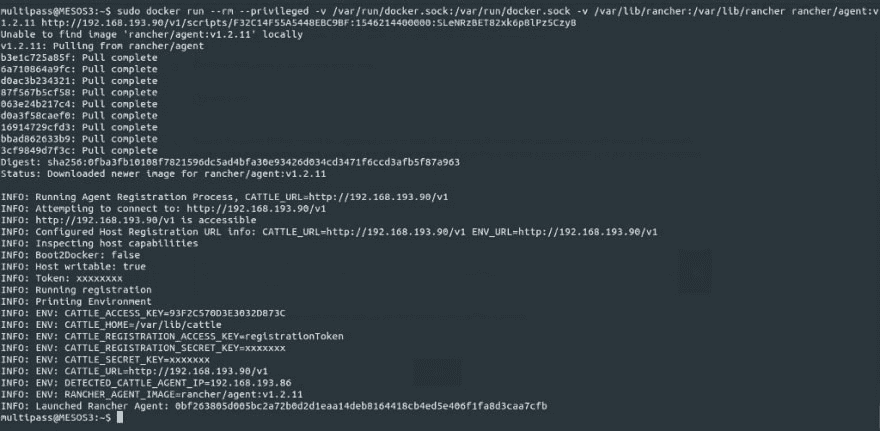 multipass@MESOS3:~$ sudo docker run --rm --privileged -v /var/run/docker.sock:/var/run/docker.sock -v /var/lib/rancher:/var/lib/rancher rancher/agent:v
1.2.11 http://192.168.193.90/v1/scripts/F32C14F55A5448EBC9BF:1546214400000:SLeNRzBET82xk6p8lPz5Czy8
Unable to find image 'rancher/agent:v1.2.11' locally
v1.2.11: Pulling from rancher/agent
b3e1c725a85f: Pull complete
6a710864a9fc: Pull complete
d0ac3b234321: Pull complete
87f567b5cf58: Pull complete
063e24b217c4: Pull complete
d0a3f58caef0: Pull complete
16914729cfd3: Pull complete
bbad862633b9: Pull complete
3cf9849d7f3c: Pull complete
Digest: sha256:0fba3fb10108f7821596dc5ad4bfa30e93426d034cd3471f6ccd3afb5f87a963
Status: Downloaded newer image for rancher/agent:v1.2.11
INFO: Running Agent Registration Process, CATTLE_URL=http://192.168.193.90/v1
INFO: Attempting to connect to: http://192.168.193.90/v1
INFO: http://192.168.193.90/v1 is accessible
INFO: Configured Host Registration URL info: CATTLE_URL=http://192.168.193.90/v1 ENV_URL=http://192.168.193.90/v1
INFO: Inspecting host capabilities
INFO: Boot2Docker: false
INFO: Host writable: true
INFO: Token: xxxxxxxx
INFO: Running registration
INFO: Printing Environment
INFO: ENV: CATTLE_ACCESS_KEY=93F2C570D3E3032D873C
INFO: ENV: CATTLE_HOME=/var/lib/cattle
INFO: ENV: CATTLE_REGISTRATION_ACCESS_KEY=registrationToken
INFO: ENV: CATTLE_REGISTRATION_SECRET_KEY=xxxxxxx
INFO: ENV: CATTLE_SECRET_KEY=xxxxxxx
INFO: ENV: CATTLE_URL=http://192.168.193.90/v1
INFO: ENV: DETECTED_CATTLE_AGENT_IP=192.168.193.86
INFO: ENV: RANCHER_AGENT_IMAGE=rancher/agent:v1.2.11
INFO: Launched Rancher Agent: 0bf263805d005bc2a72b0d2d1eaa14deb8164418cb4ed5e406f1fa8d3caa7cfb
multipass@MESOS3:~$